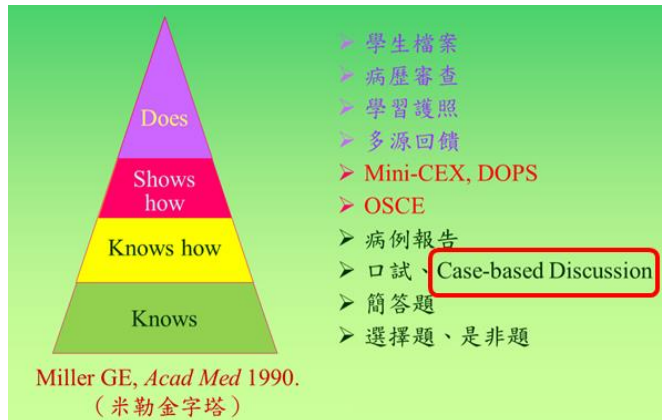 Does
Shows
how
Knows how
Knows
Miller GE, Acad Med 1990.
（米勒金字塔）
➢ 學生檔案
➢ 病歷審查
➢ 學習護照
➢ 多源回饋
➢ Mini-CEX, DOPS
➢ OSCE
➢ 病例報告
➢ 口試、Case-based Discussion
➢ 簡答題
➢ 選擇題、是非題